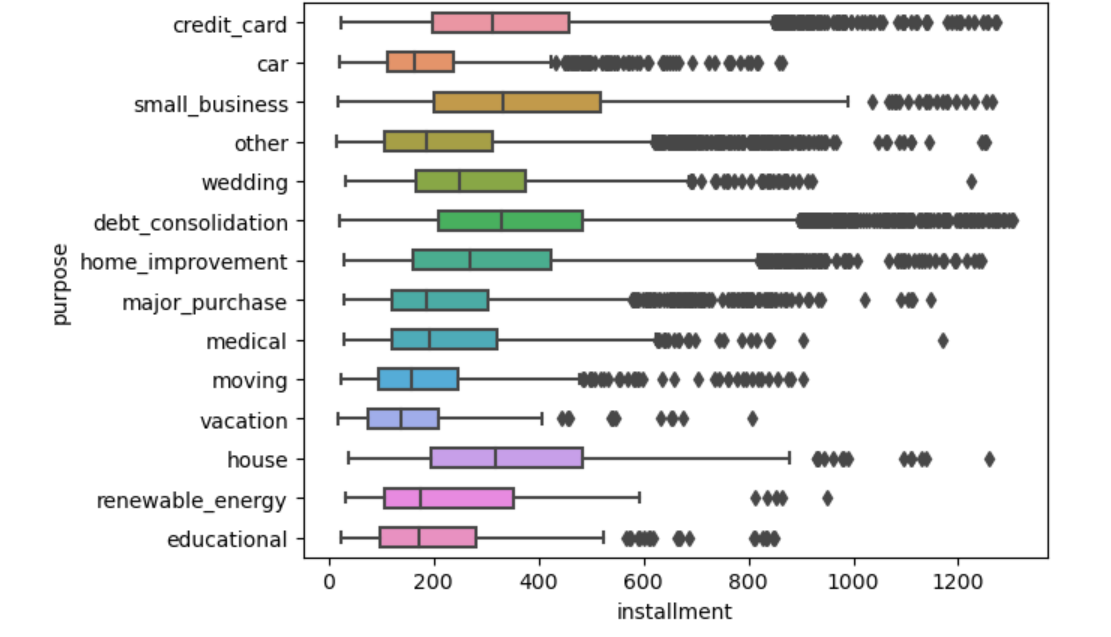 credit_card
car
small_business
other
wedding
debt_consolidation
home_improvement
major_purchase
medical
moving
vacation
house
renewable_energy
educational
purpose
0 200 400 600 800 1000 1200
installment